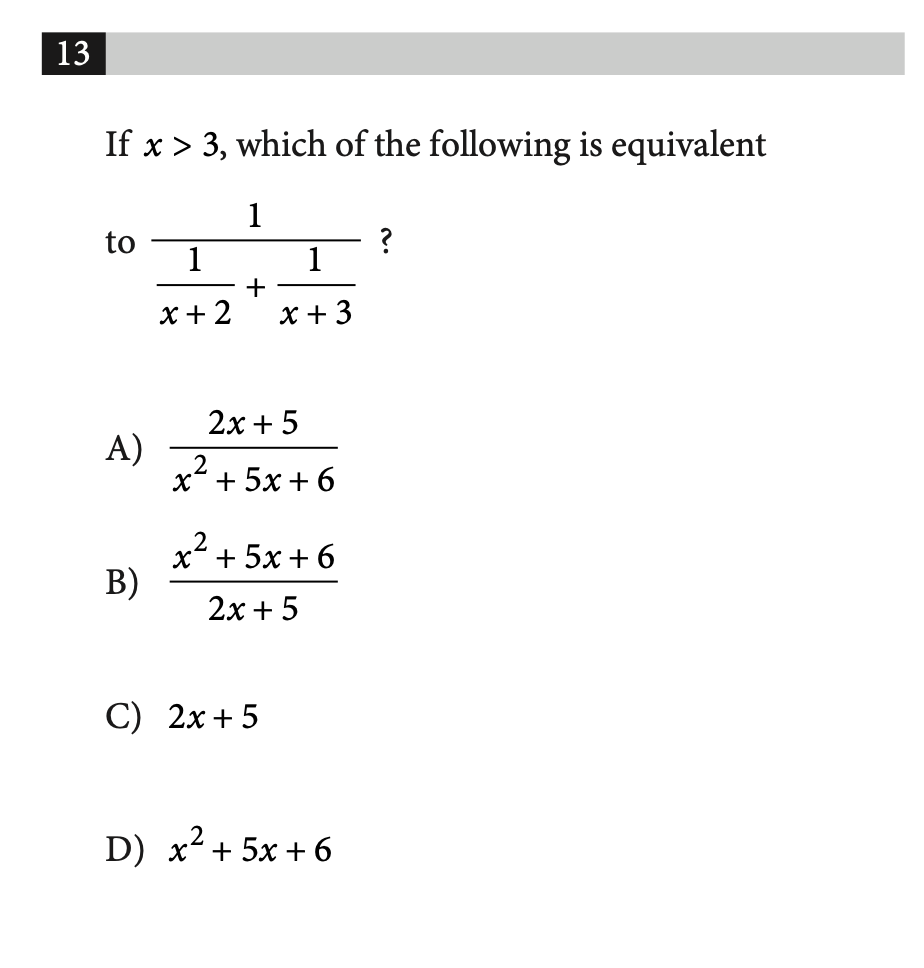 13
If x > 3, which of the following is equivalent
to \frac{1}{\frac{1}{x + 2} + \frac{1}{x + 3}} ?
A) \frac{2x + 5}{x^2 + 5x + 6}
B) \frac{x^2 + 5x + 6}{2x + 5}
C) 2x + 5
D) x^2 + 5x + 6